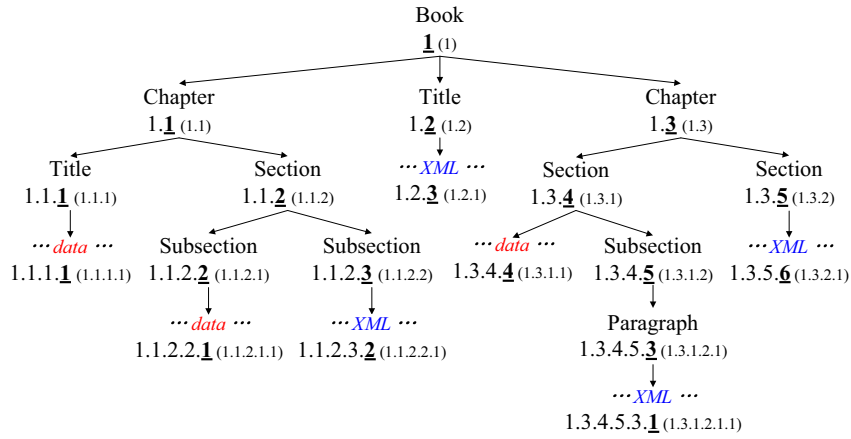 Book
1 (1)
Chapter Title Chapter
1.1 (1.1) 1.2 (1.2) 1.3 (1.3)
Title Section ⋯XML ⋯ Section Section
1.1.1 (1.1.1) 1.1.2 (1.1.2) 1.2.3 (1.2.1) 1.3.4 (1.3.1) 1.3.5 (1.3.2)
⋯data ⋯ Subsection Subsection ⋯data ⋯ Subsection ⋯XML ⋯
1.1.1.1 (1.1.1.1) 1.1.2.2 (1.1.2.1) 1.1.2.3 (1.1.2.2) 1.3.4.4 (1.3.1.1) 1.3.4.5 (1.3.1.2) 1.3.5.6 (1.3.2.1)
⋯data ⋯ ⋯XML ⋯ Paragraph
1.1.2.2.1 (1.1.2.1.1) 1.1.2.3.2 (1.1.2.2.1) 1.3.4.5.3 (1.3.1.2.1)
⋯XML ⋯
1.3.4.5.3.1 (1.3.1.2.1.1)